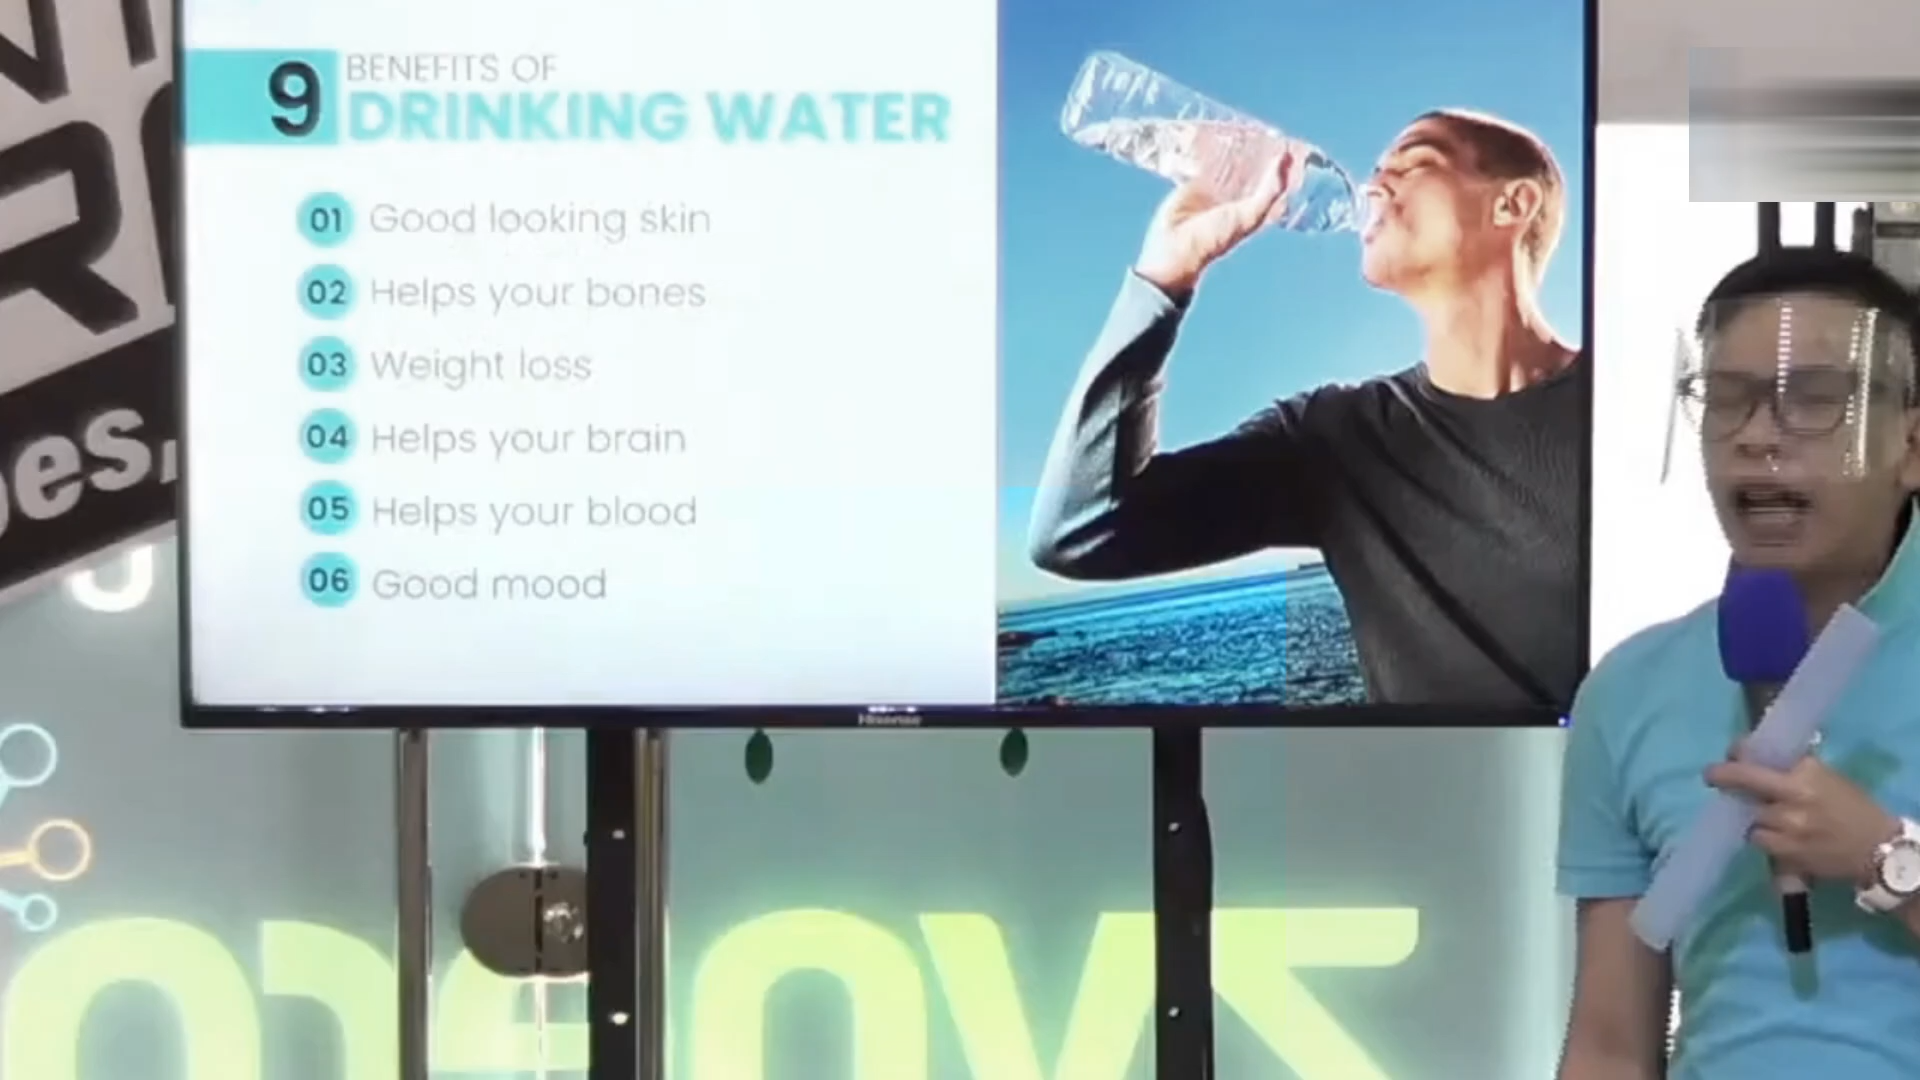 9
BENEFITS OF
DRINKING WATER
01 Good looking skin
02 Helps your bones
03 Weight loss
04 Helps your brain
05 Helps your blood
06 Good mood
Hisense